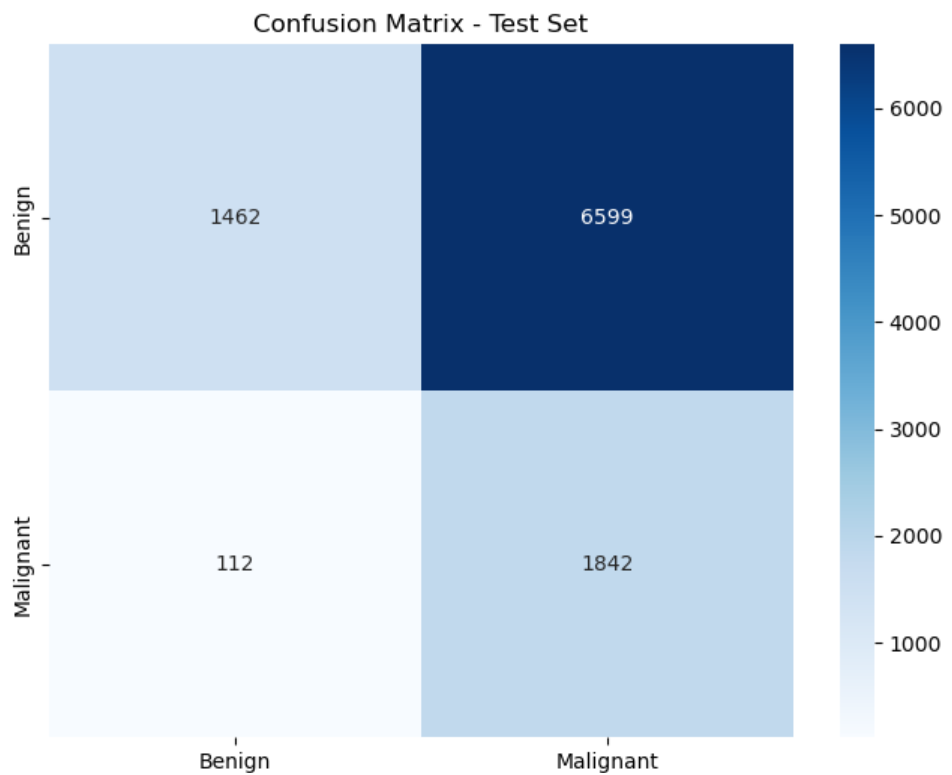 Confusion Matrix - Test Set
Benign
1462
6599
Malignant
112
1842
Benign
Malignant
6000
5000
4000
3000
2000
1000